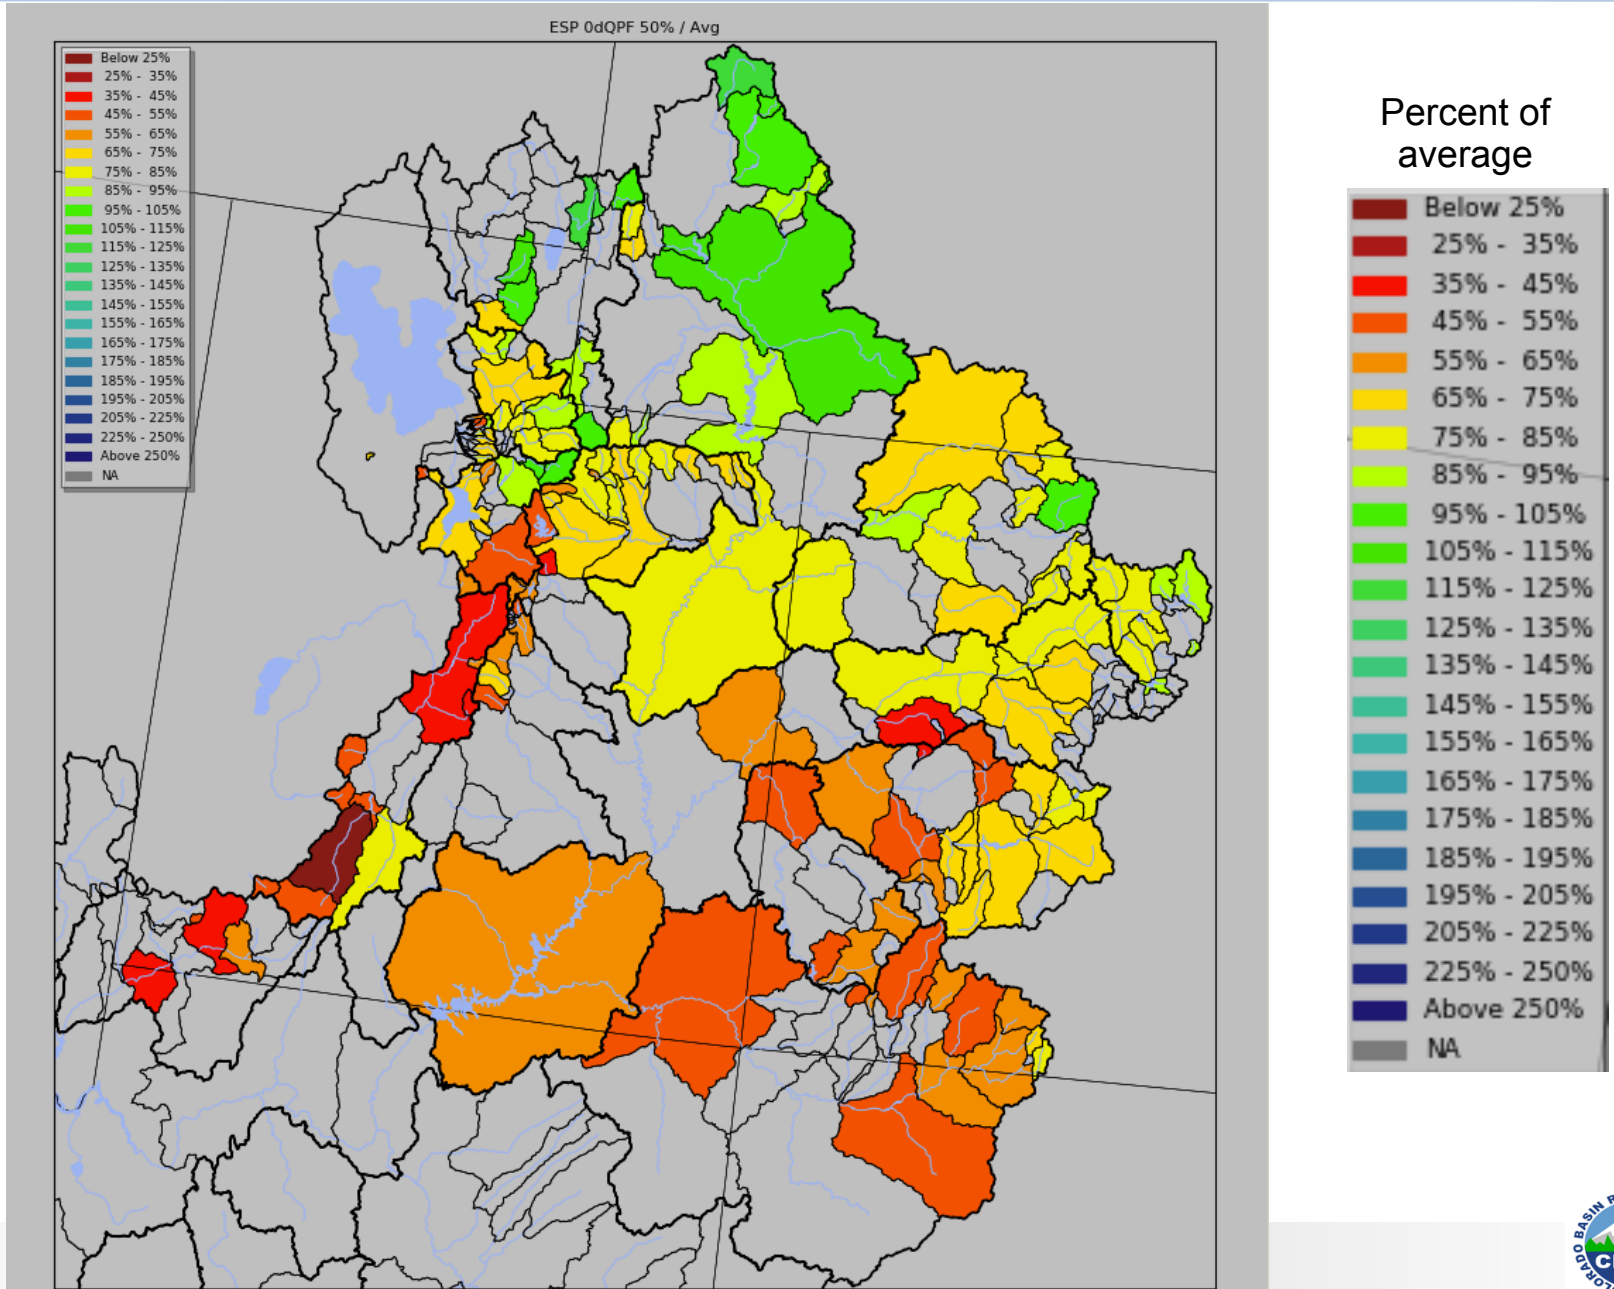 ESP 0dQPF 50% / Avg
Below 25%
25% - 35%
35% - 45%
45% - 55%
55% - 65%
65% - 75%
75% - 85%
85% - 95%
95% - 105%
105% - 115%
115% - 125%
125% - 135%
135% - 145%
145% - 155%
155% - 165%
165% - 175%
175% - 185%
185% - 195%
195% - 205%
205% - 225%
225% - 250%
Above 250%
NA
Percent of
average
Below 25%
25% - 35%
35% - 45%
45% - 55%
55% - 65%
65% - 75%
75% - 85%
85% - 95%
95% - 105%
105% - 115%
115% - 125%
125% - 135%
135% - 145%
145% - 155%
155% - 165%
165% - 175%
175% - 185%
185% - 195%
195% - 205%
205% - 225%
225% - 250%
Above 250%
NA